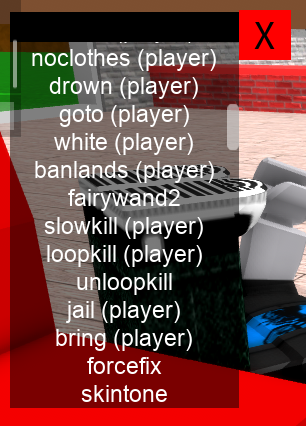 X
noclothes (player)
drown (player)
goto (player)
white (player)
banlands (player)
fairywand2
slowkill (player)
loopkill (player)
unloopkill
jail (player)
bring (player)
forcefix
skintone